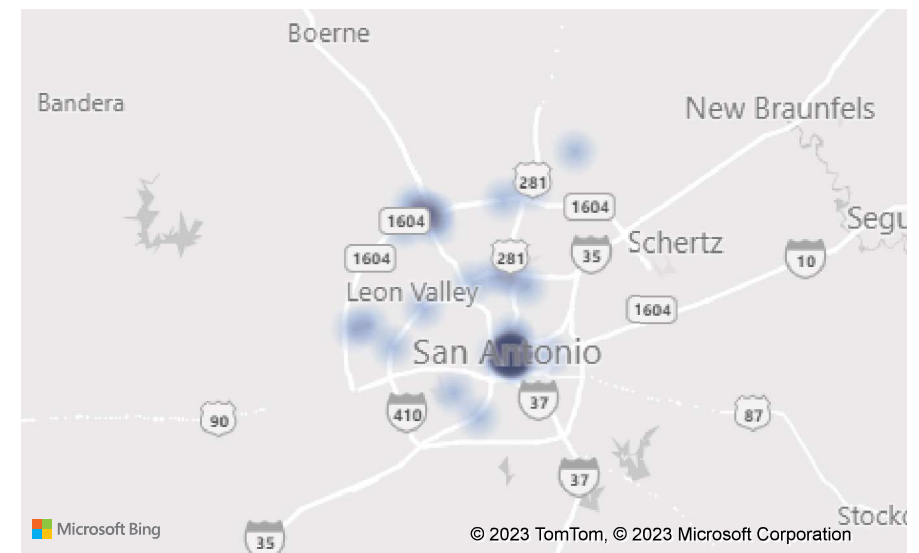 Boerne
Bandera
New Braunfels
281
1604
1604
Segu
Schertz
281
35
10
1604
Leon Valley
1604
San Antonio
410
37
90
87
37
Stocko
35
Microsoft Bing
© 2023 TomTom, © 2023 Microsoft Corporation